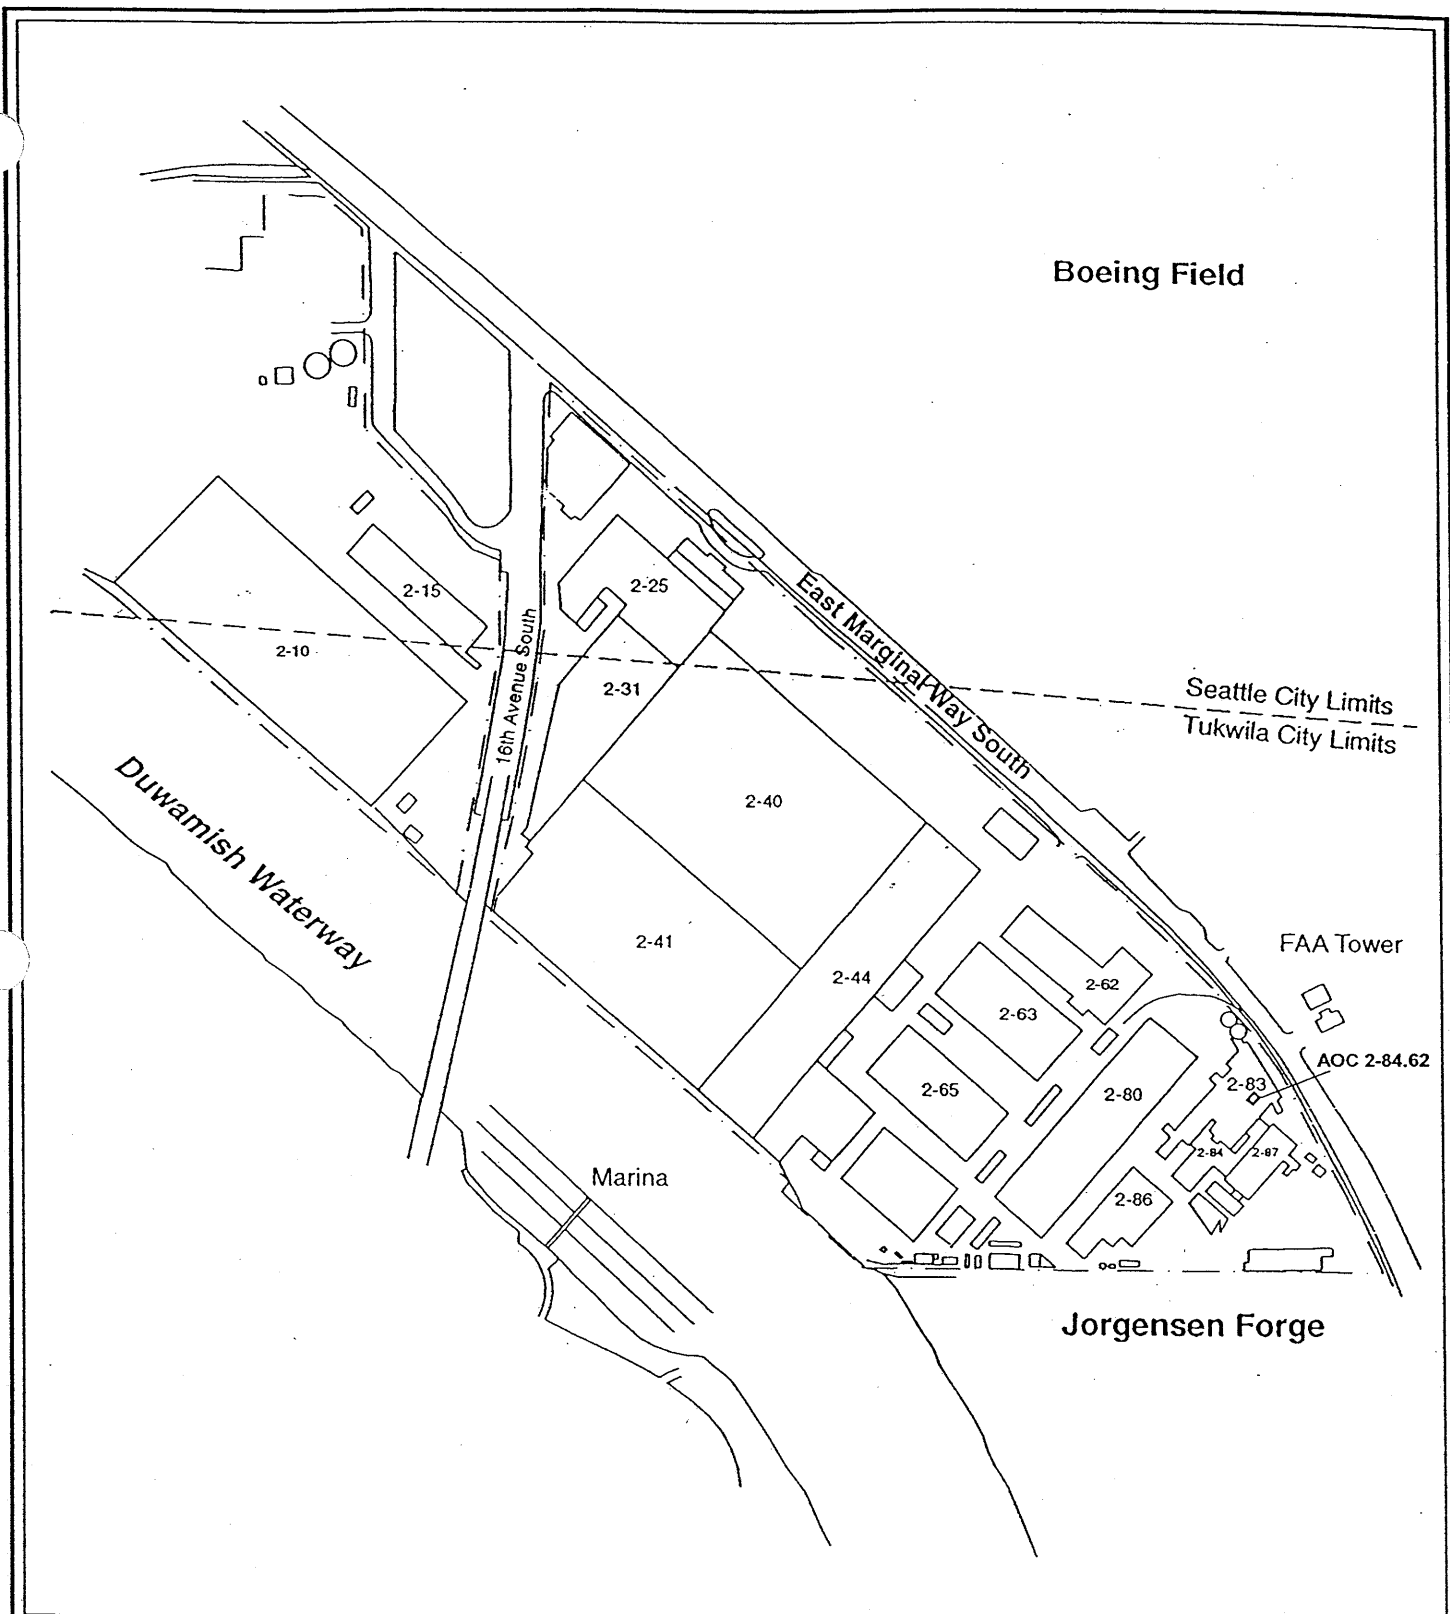 Boeing Field
2-25
2-15
East Marginal Way South
2-10
16th Avenue South
2-31
Seattle City Limits
Tukwila City Limits
Duwamish Waterway
2-40
2-41
FAA Tower
2-44
2-62
2-63
AOC 2-84.62
2-83
2-65
2-80
2-84
2-87
Marina
2-86
Jorgensen Forge